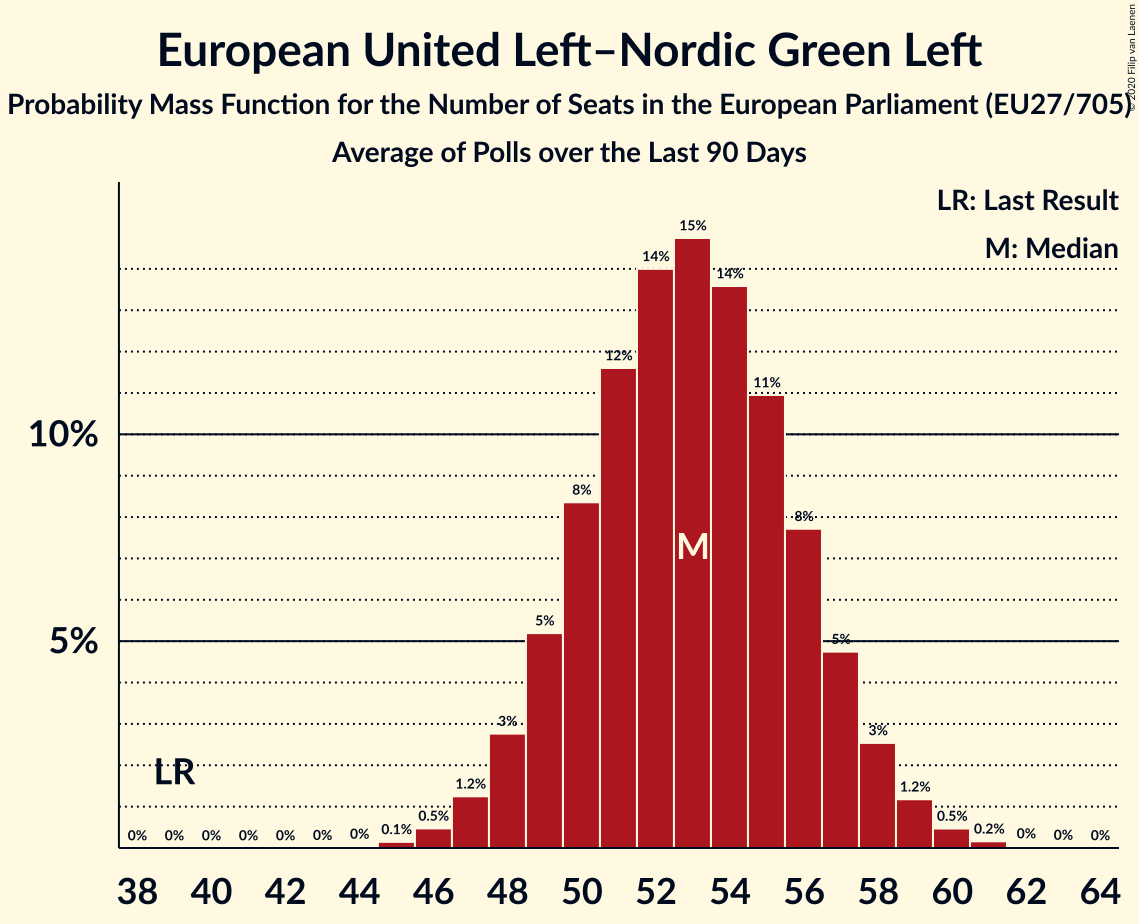 European United Left–Nordic Green Left
Probability Mass Function for the Number of Seats in the European Parliament (EU27/705)
Average of Polls over the Last 90 Days
© 2020 Filip van Laenen
LR: Last Result
M: Median
10%
5%
0% 0% 0% 0% 0% 0% 0% 0.1% 0.5% 1.2% 3% 5% 8% 12% 14% 15% 14% 11% 8% 5% 3% 1.2% 0.5% 0.2% 0% 0% 0%
LR
M
38 40 42 44 46 48 50 52 54 56 58 60 62 64